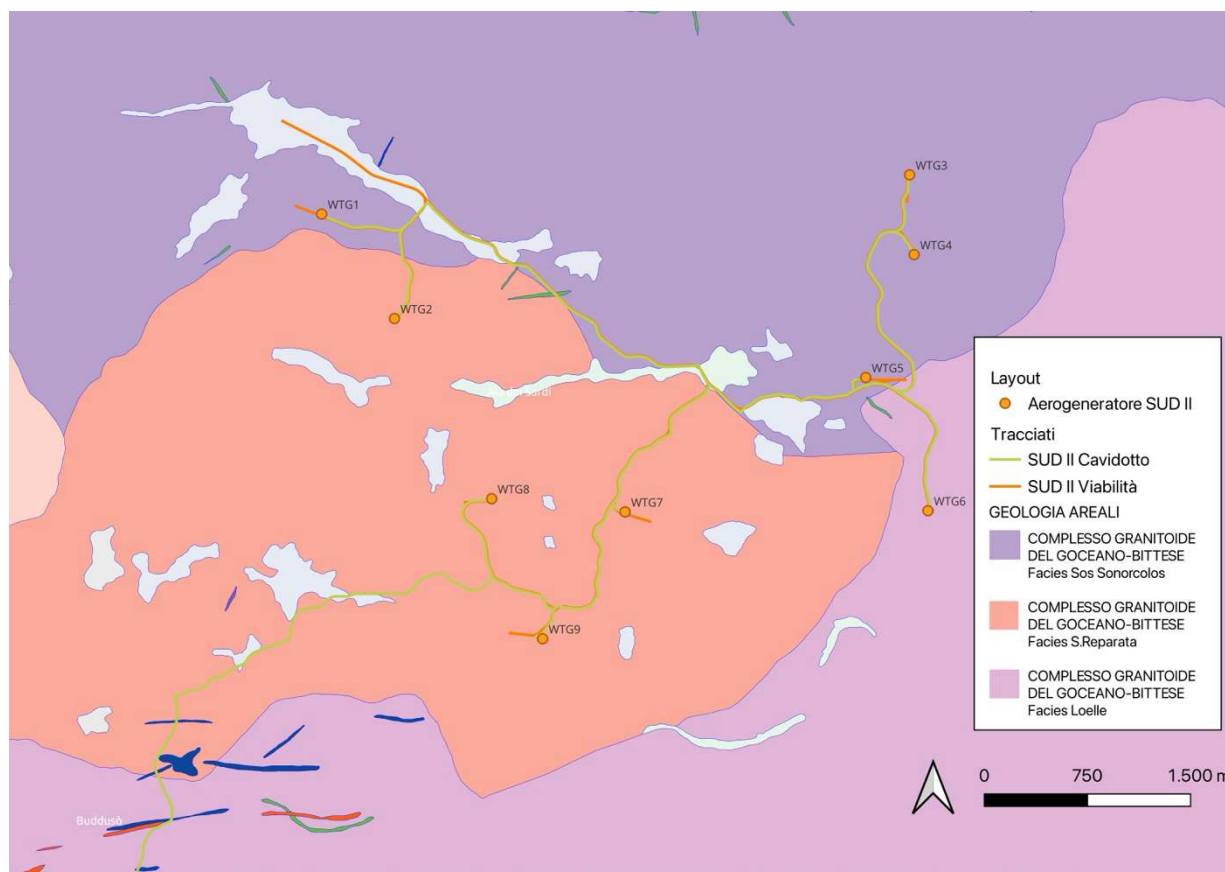 WTG3
WTG1
WTG4
WTG2
WTG5
WTG8
WTG7
WTG6
WTG9
Buddusò
Layout
Aerogeneratore SUD II
Tracciati
SUD II Cavidotto
SUD II Viabilità
GEOLOGIA AREALI
COMPLESSO GRANITOIDE
DEL GOCEANO-BITTESE
Facies Sos Sonorcolos
COMPLESSO GRANITOIDE
DEL GOCEANO-BITTESE
Facies S.Reparata
COMPLESSO GRANITOIDE
DEL GOCEANO-BITTESE
Facies Loelle
0 750 1.500 m